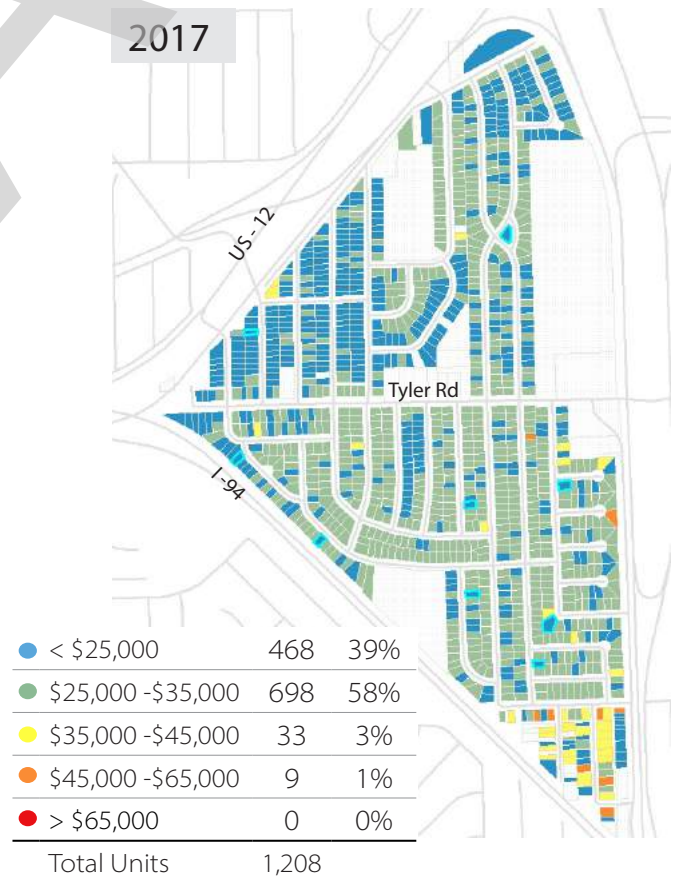 2017
US - 12
Tyler Rd
I -94
< $25,000 468 39%
$25,000 -$35,000 698 58%
$35,000 -$45,000 33 3%
$45,000 -$65,000 9 1%
> $65,000 0 0%
Total Units 1,208